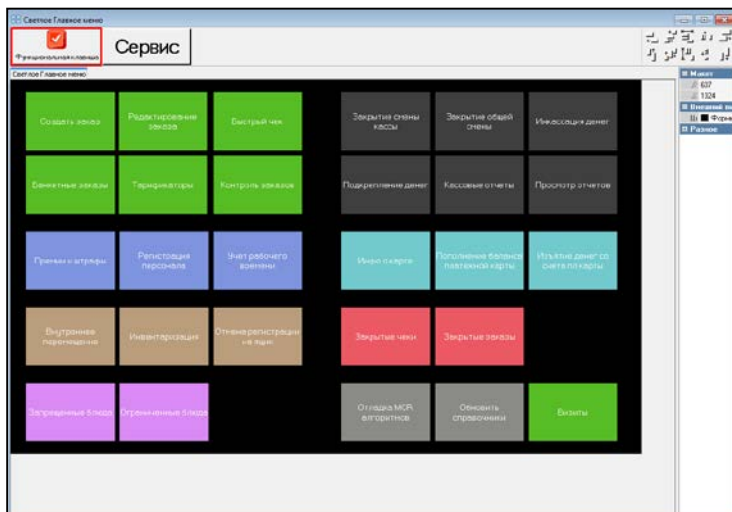 Светлое Главное меню
Функциональная клавиша
Сервис
Светлое Главное меню
Макет
637
1324
Внешний ви
Форма
Разное
Создать заказ
Редактирование
заказа
Быстрый чек
Закрытие смены
кассы
Закрытие общей
смены
Инкассация денег
Банкетные заказы
Тарификаторы
Контроль заказов
Подкрепление денег
Кассовые отчеты
Просмотр отчетов
Премии и штрафы
Регистрация
персонала
Учет рабочего
времени
Инфо о карте
Пополнение баланса
платежной карты
Изъятие денег со
счета по карты
Внутреннее
перемещение
Инвентаризация
Отмена регистрации
на ящик
Закрытые чеки
Закрытые заказы
Запрещенные блюда
Ограниченные блюда
Отладка MCR
алгоритмов
Обновить
справочники
Визиты